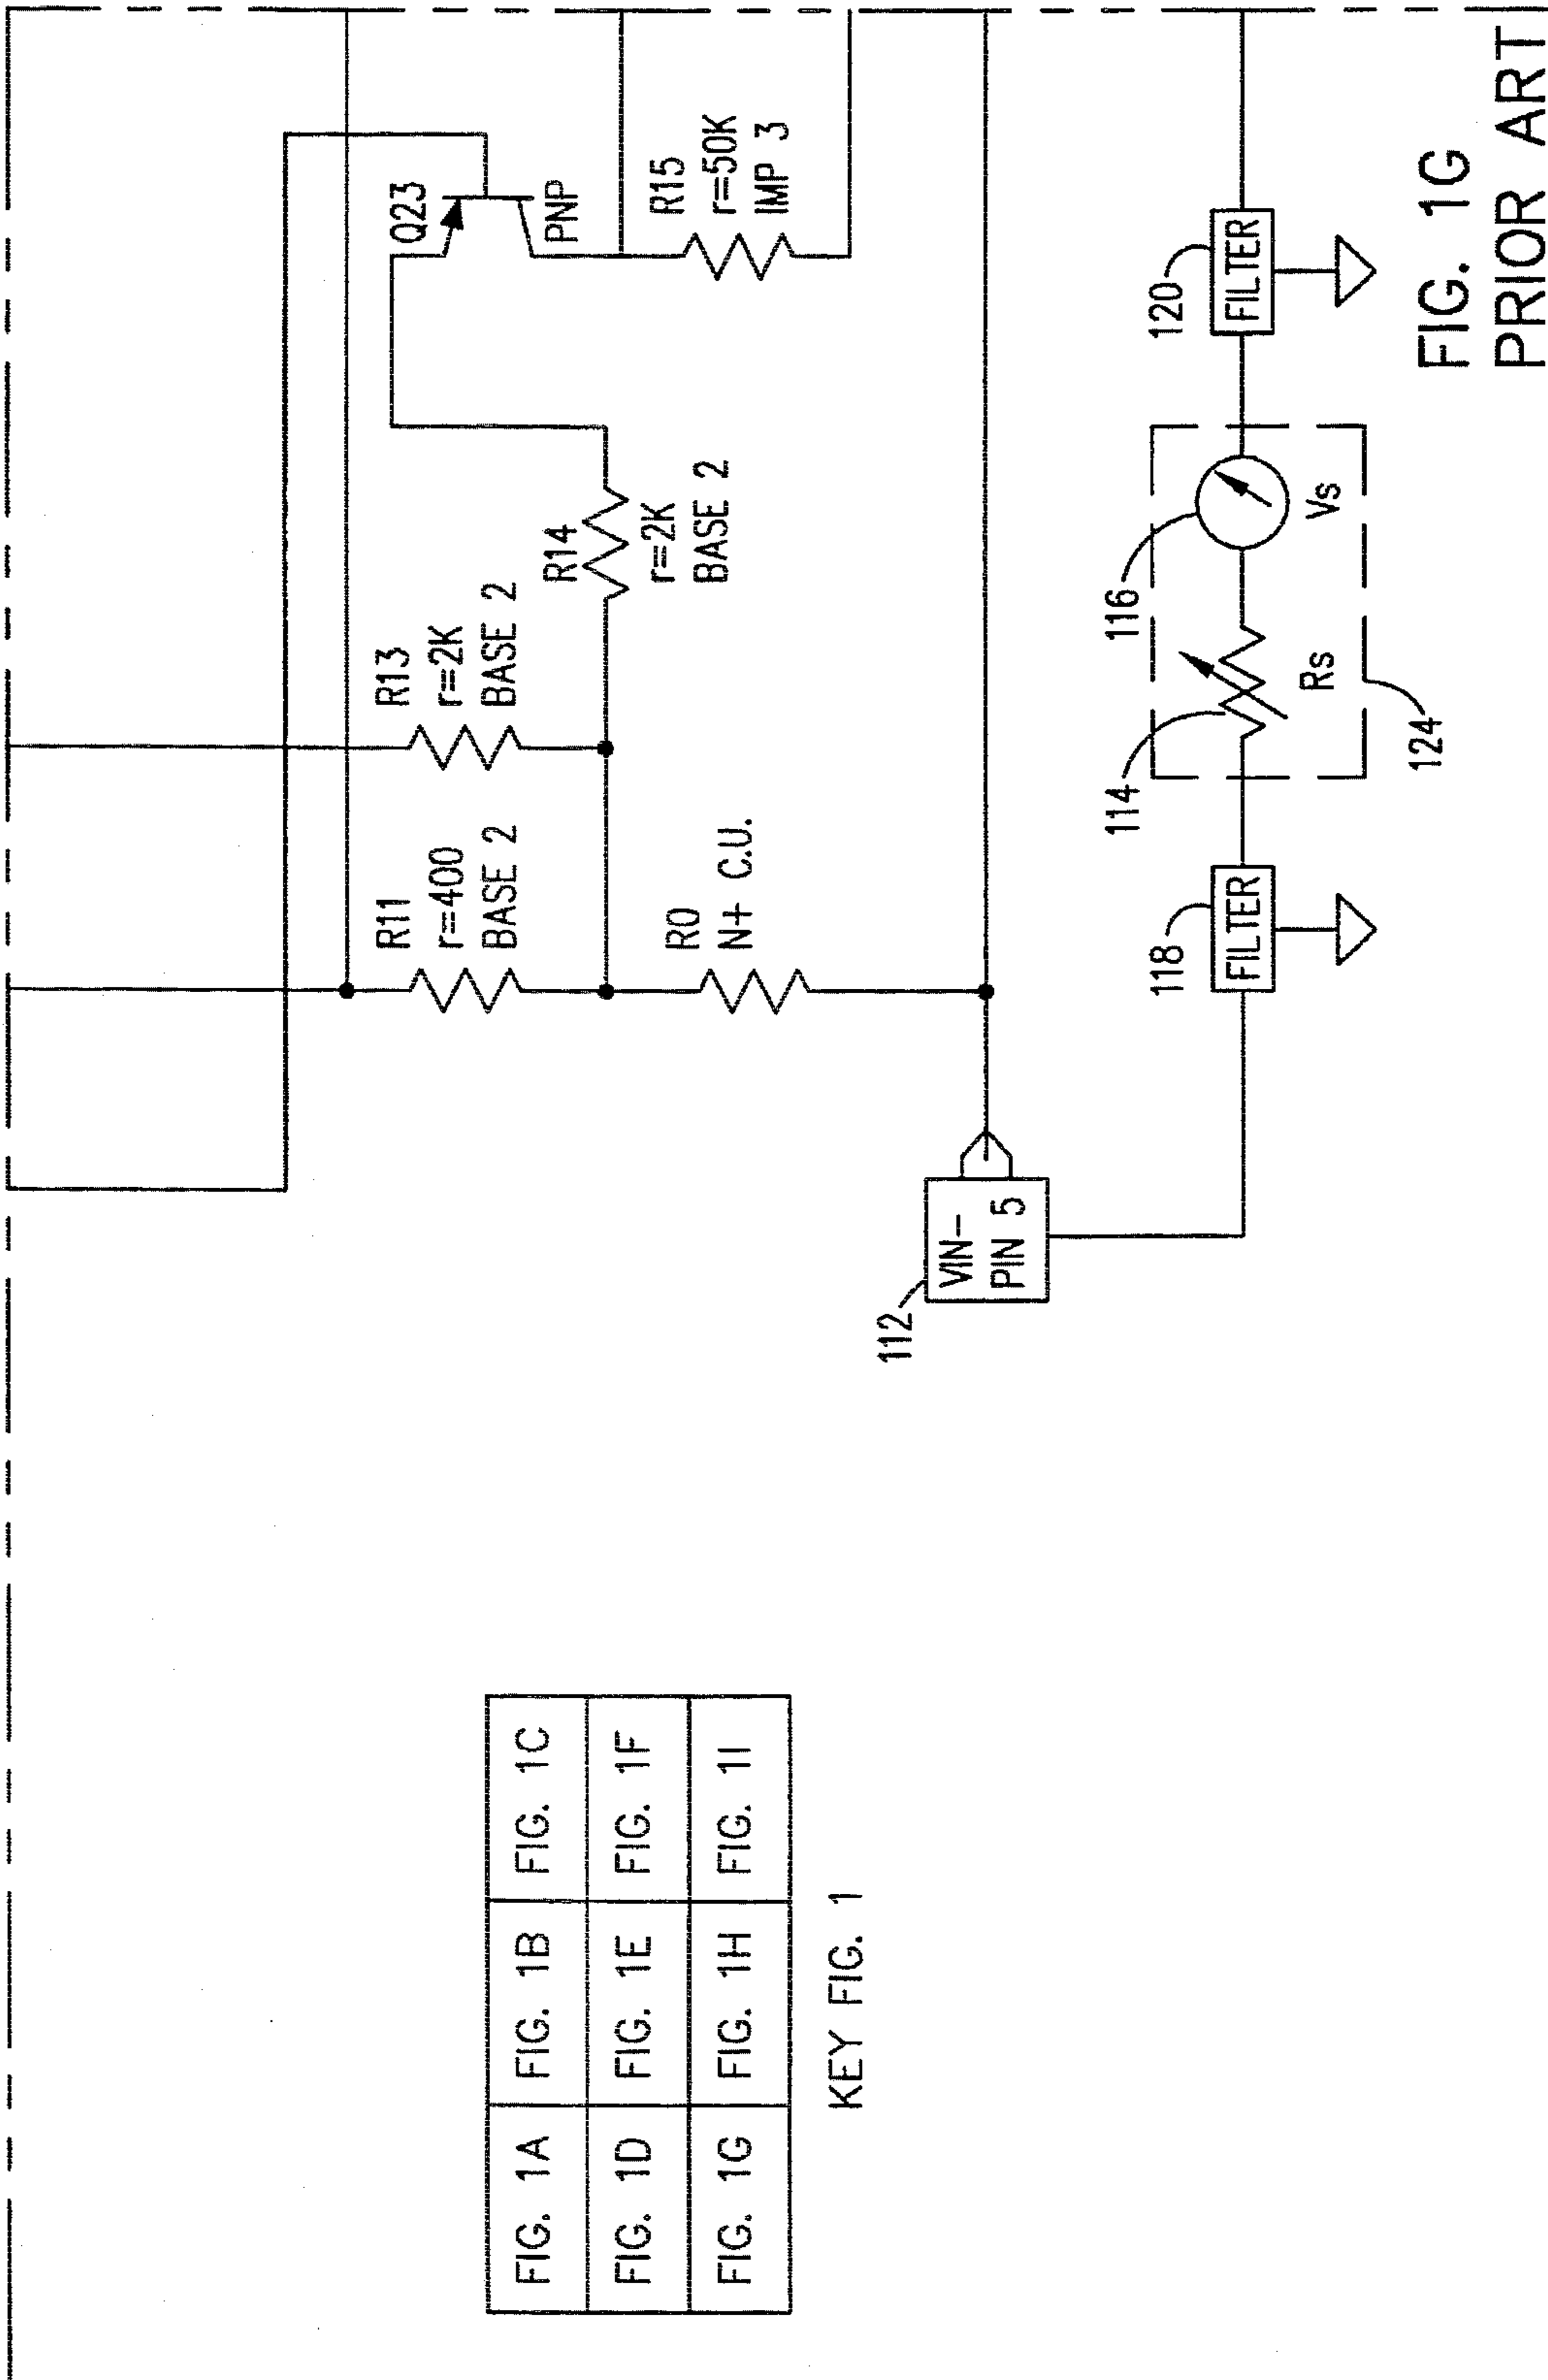 R11
r=400
BASE 2
R13
r=2K
BASE 2
Q23
PNP
R14
r=2K
BASE 2
R15
r=50K
IMP 3
R0
N+ C.U.
112
VIN-
PIN 5
118
FILTER
114
Rs
116
Vs
124
120
FILTER
FIG. 1A FIG. 1B FIG. 1C
FIG. 1D FIG. 1E FIG. 1F
FIG. 1G FIG. 1H FIG. 1I
KEY FIG. 1
FIG. 1G
PRIOR ART